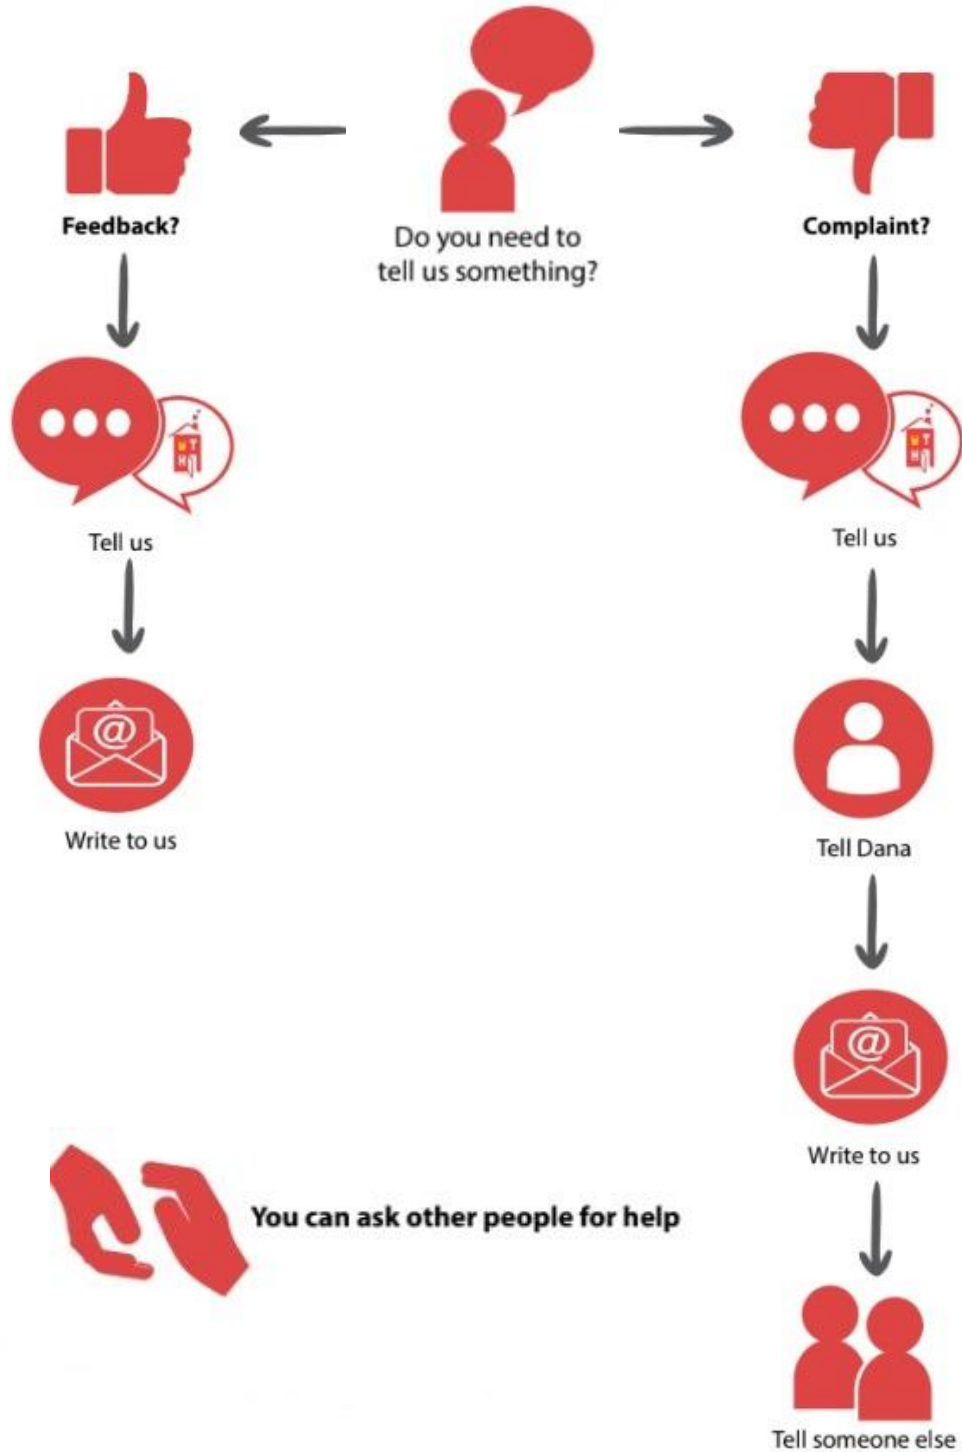 Feedback?
Do you need to
tell us something?
Complaint?
Tell us
W T
H
Tell us
W T
H
Write to us
Tell Dana
Write to us
You can ask other people for help
Tell someone else